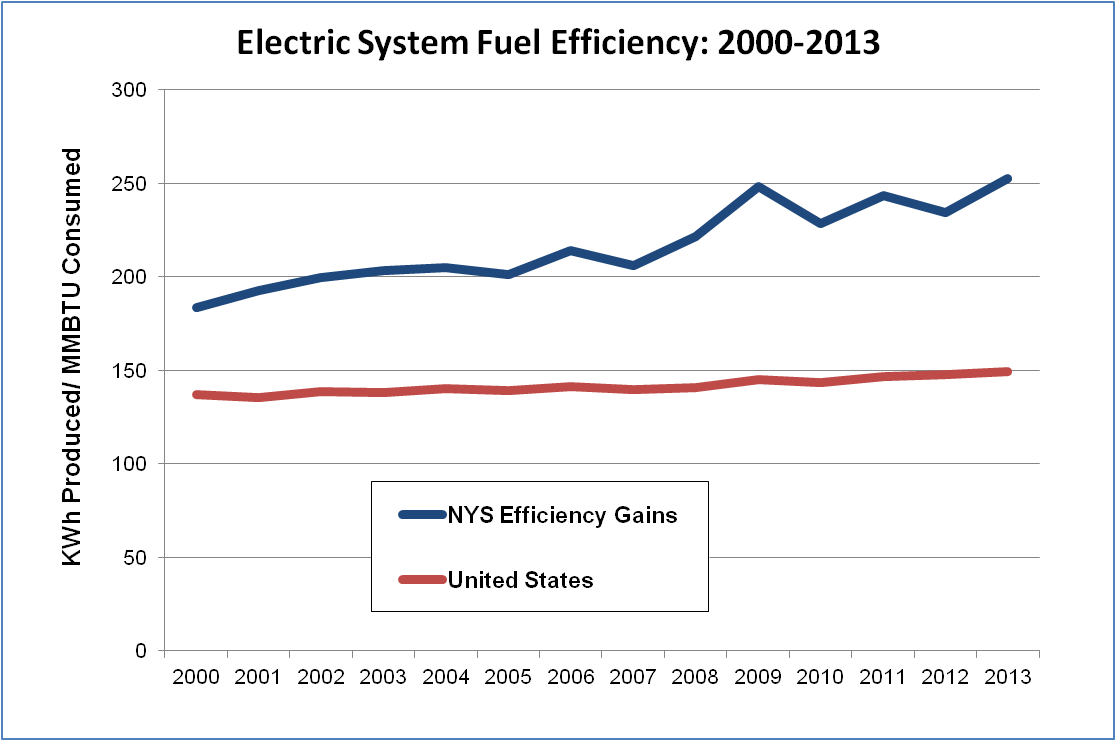 Electric System Fuel Efficiency: 2000-2013
KWh Produced/ MMBTU Consumed
300
250
200
150
100
50
0
NYS Efficiency Gains
United States
2000 2001 2002 2003 2004 2005 2006 2007 2008 2009 2010 2011 2012 2013